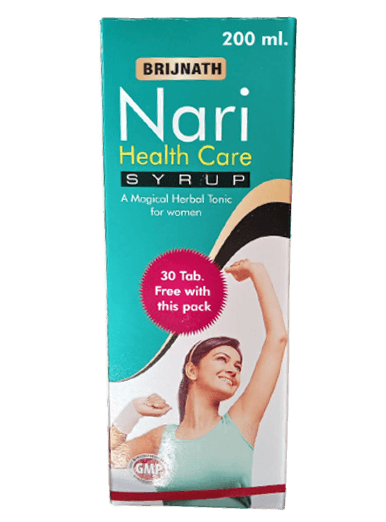 200 ml.
BRIJNATH
Nari
Health Care
SYRUP
A Magical Herbal Tonic
for women
30 Tab.
Free with
this pack
GMP